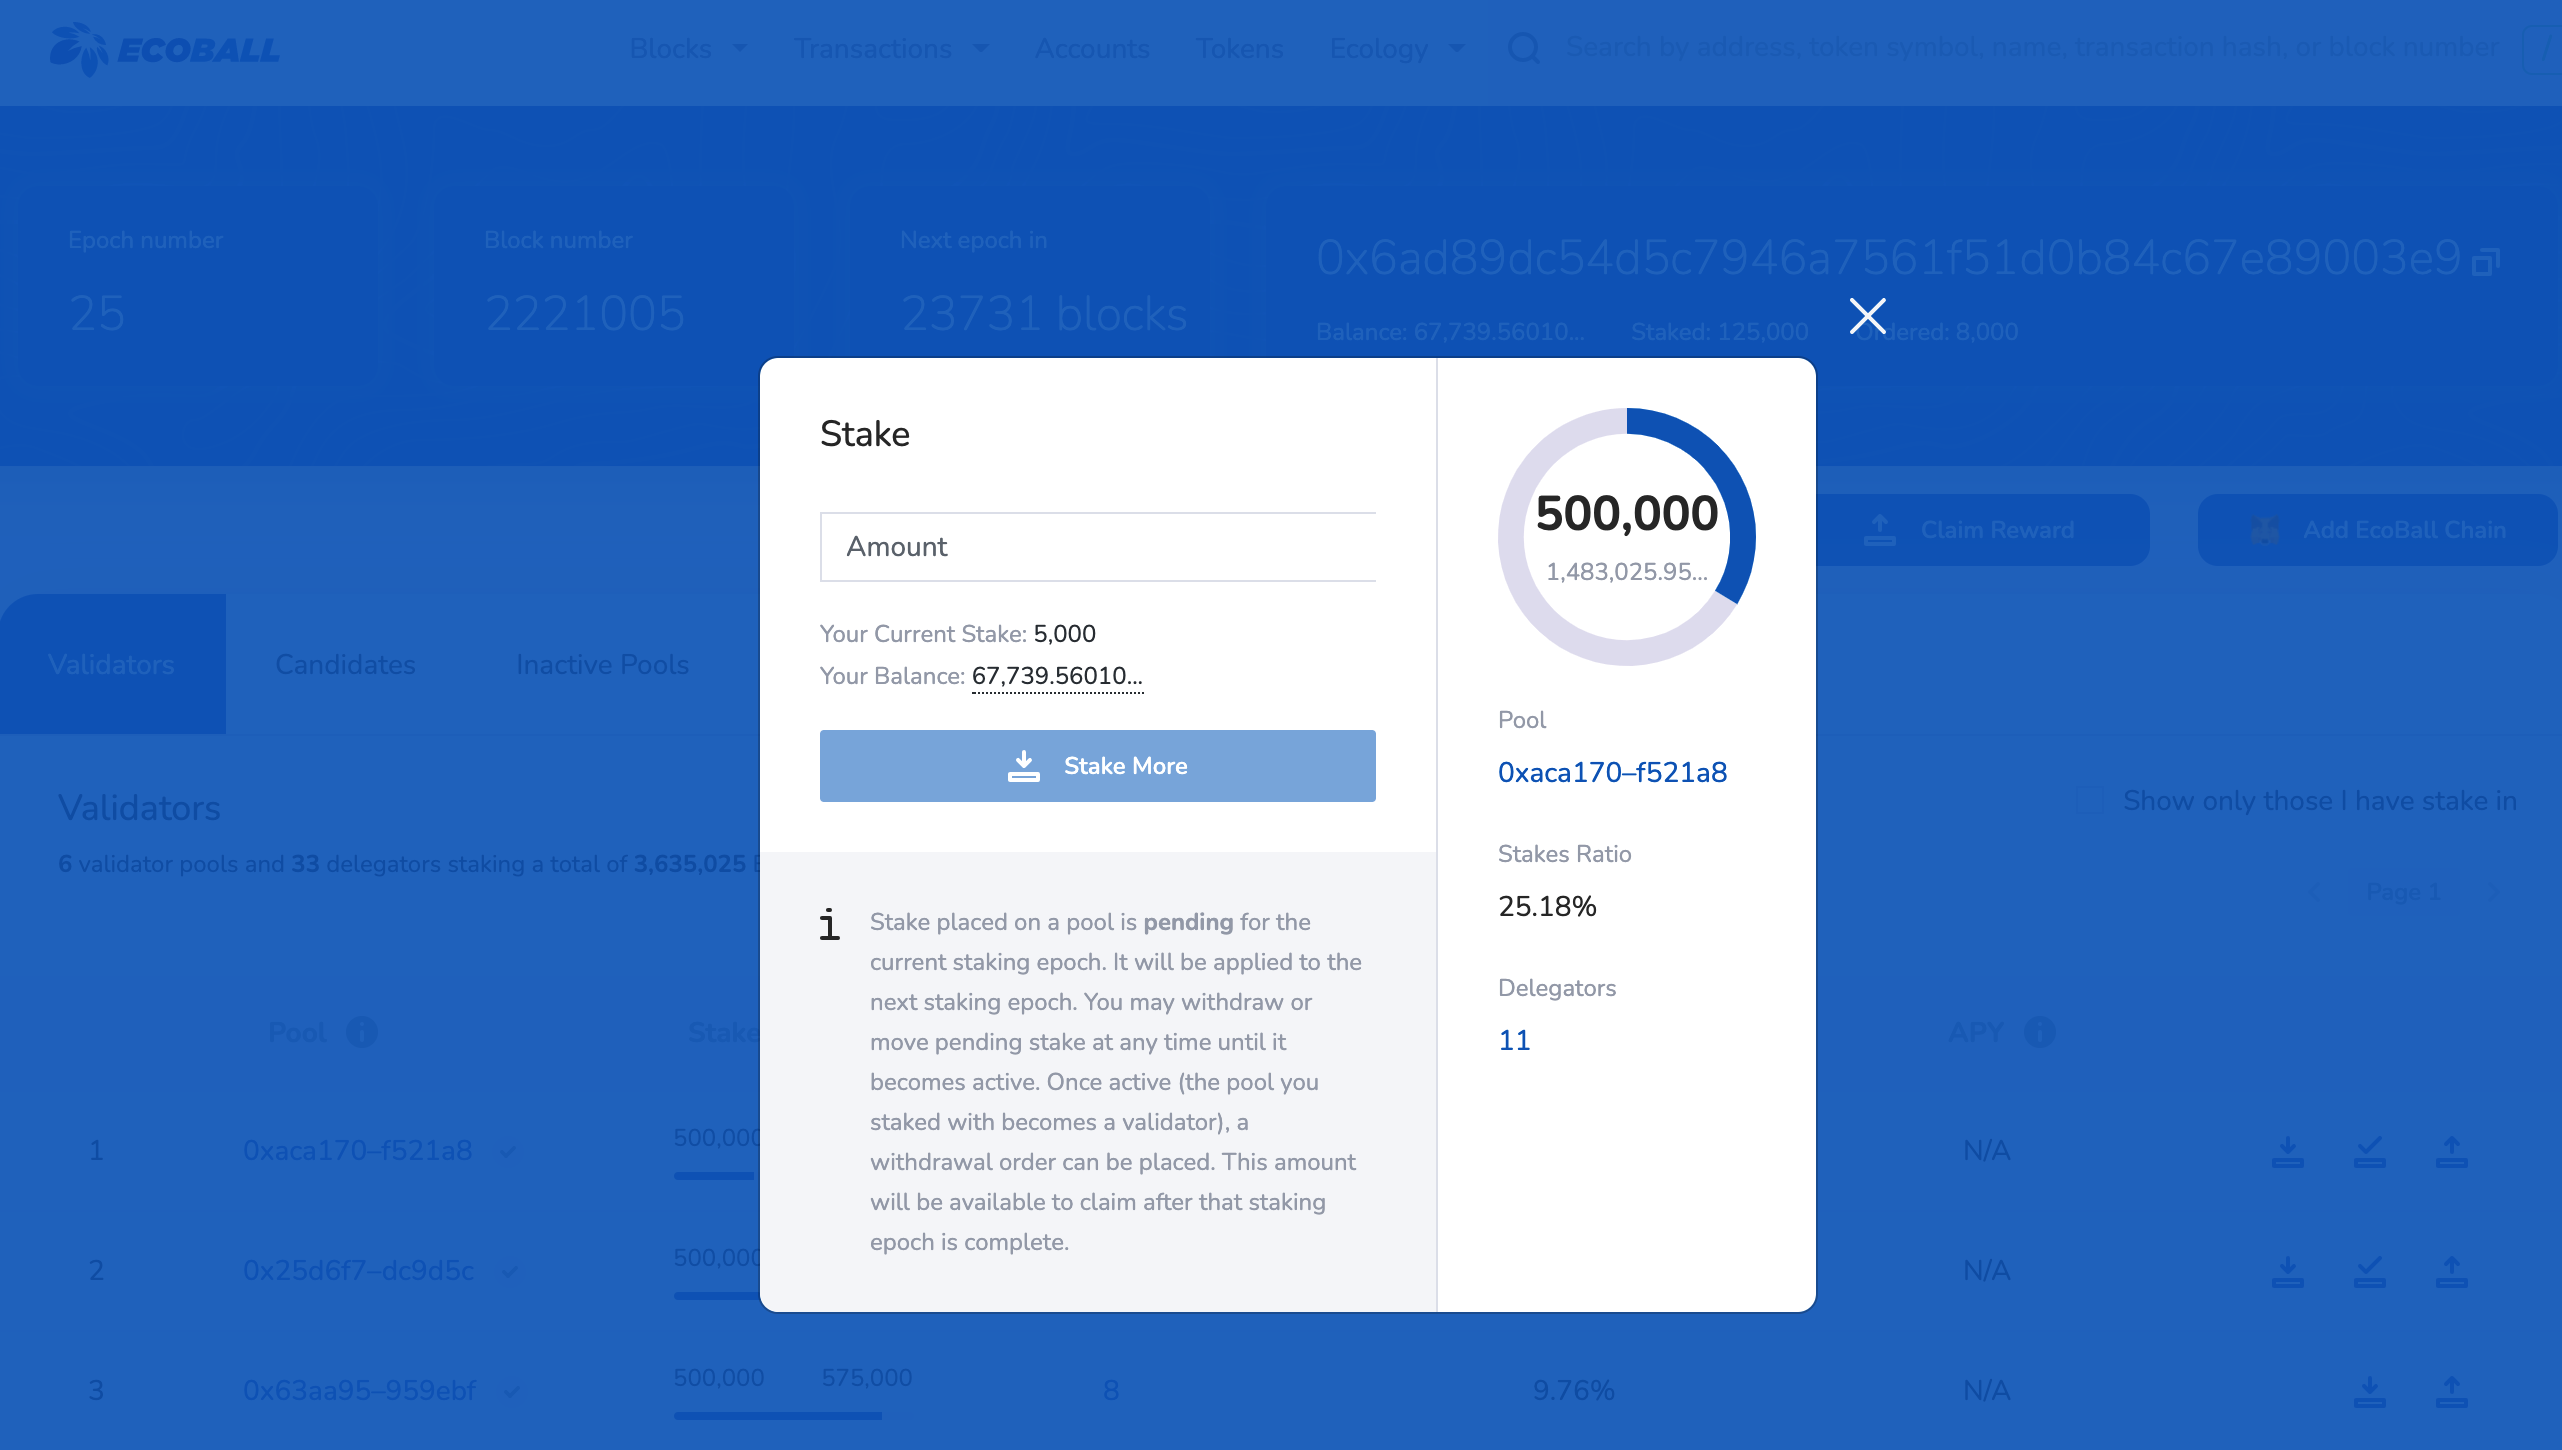 ECOBALL
Blocks
Transactions
Accounts
Tokens
Ecology
Search by address, token symbol, name, transaction hash, or block number
/
Epoch number
25
Block number
2221005
Next epoch in
23731 blocks
0x6ad89dc54d5c7946a7561f51d0b84c67e89003e9
Balance: 67,739.56010...
Staked: 125,000
Ordered: 8,000
Claim Reward
Add EcoBall Chain
Validators
Candidates
Inactive Pools
Validators
Show only those I have stake in
6 validator pools and 33 delegators staking a total of 3,635,025
Page 1
Pool
Stake
APY
1
0xaca170–f521a8
500,000
N/A
2
0x25d6f7–dc9d5c
500,000
N/A
3
0x63aa95–959ebf
500,000
575,000
8
9.76%
N/A
Stake
Amount
Your Current Stake: 5,000
Your Balance: 67,739.56010...
Stake More
i
Stake placed on a pool is pending for the
current staking epoch. It will be applied to the
next staking epoch. You may withdraw or
move pending stake at any time until it
becomes active. Once active (the pool you
staked with becomes a validator), a
withdrawal order can be placed. This amount
will be available to claim after that staking
epoch is complete.
500,000
1,483,025.95...
Pool
0xaca170–f521a8
Stakes Ratio
25.18%
Delegators
11